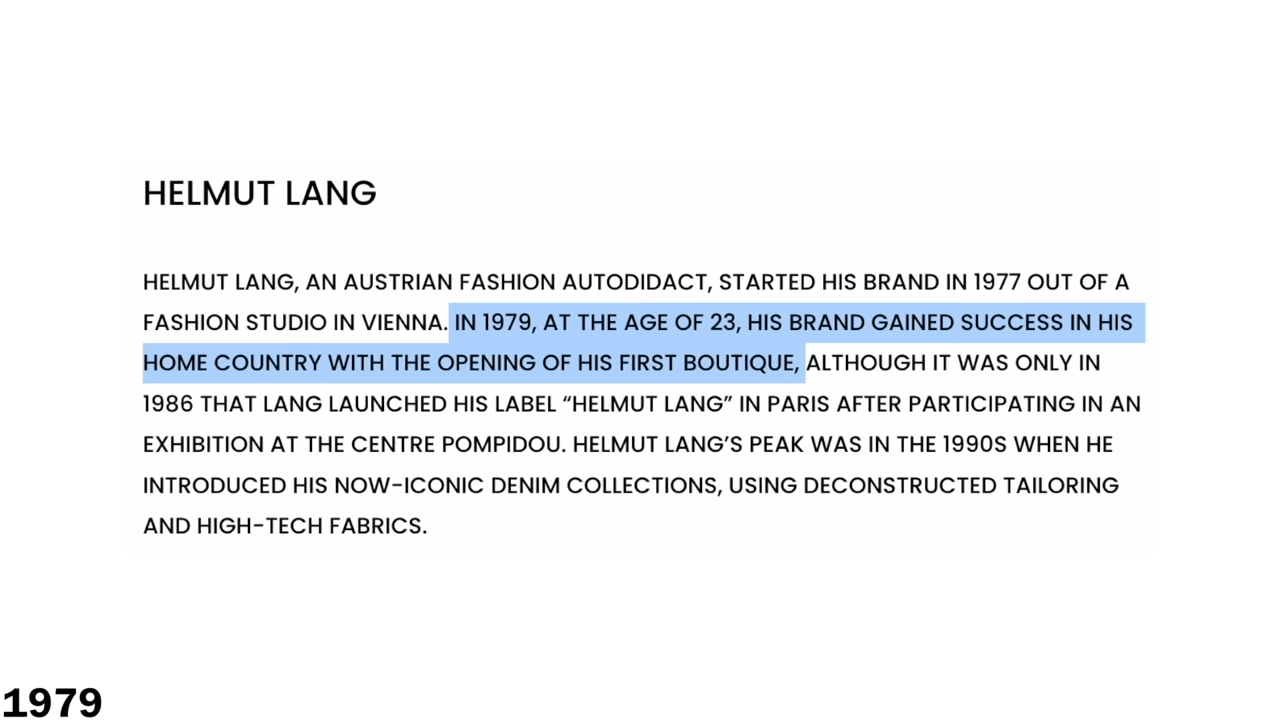 HELMUT LANG
HELMUT LANG, AN AUSTRIAN FASHION AUTODIDACT, STARTED HIS BRAND IN 1977 OUT OF A
FASHION STUDIO IN VIENNA. IN 1979, AT THE AGE OF 23, HIS BRAND GAINED SUCCESS IN HIS
HOME COUNTRY WITH THE OPENING OF HIS FIRST BOUTIQUE, ALTHOUGH IT WAS ONLY IN
1986 THAT LANG LAUNCHED HIS LABEL “HELMUT LANG” IN PARIS AFTER PARTICIPATING IN AN
EXHIBITION AT THE CENTRE POMPIDOU. HELMUT LANG’S PEAK WAS IN THE 1990S WHEN HE
INTRODUCED HIS NOW-ICONIC DENIM COLLECTIONS, USING DECONSTRUCTED TAILORING
AND HIGH-TECH FABRICS.
1979